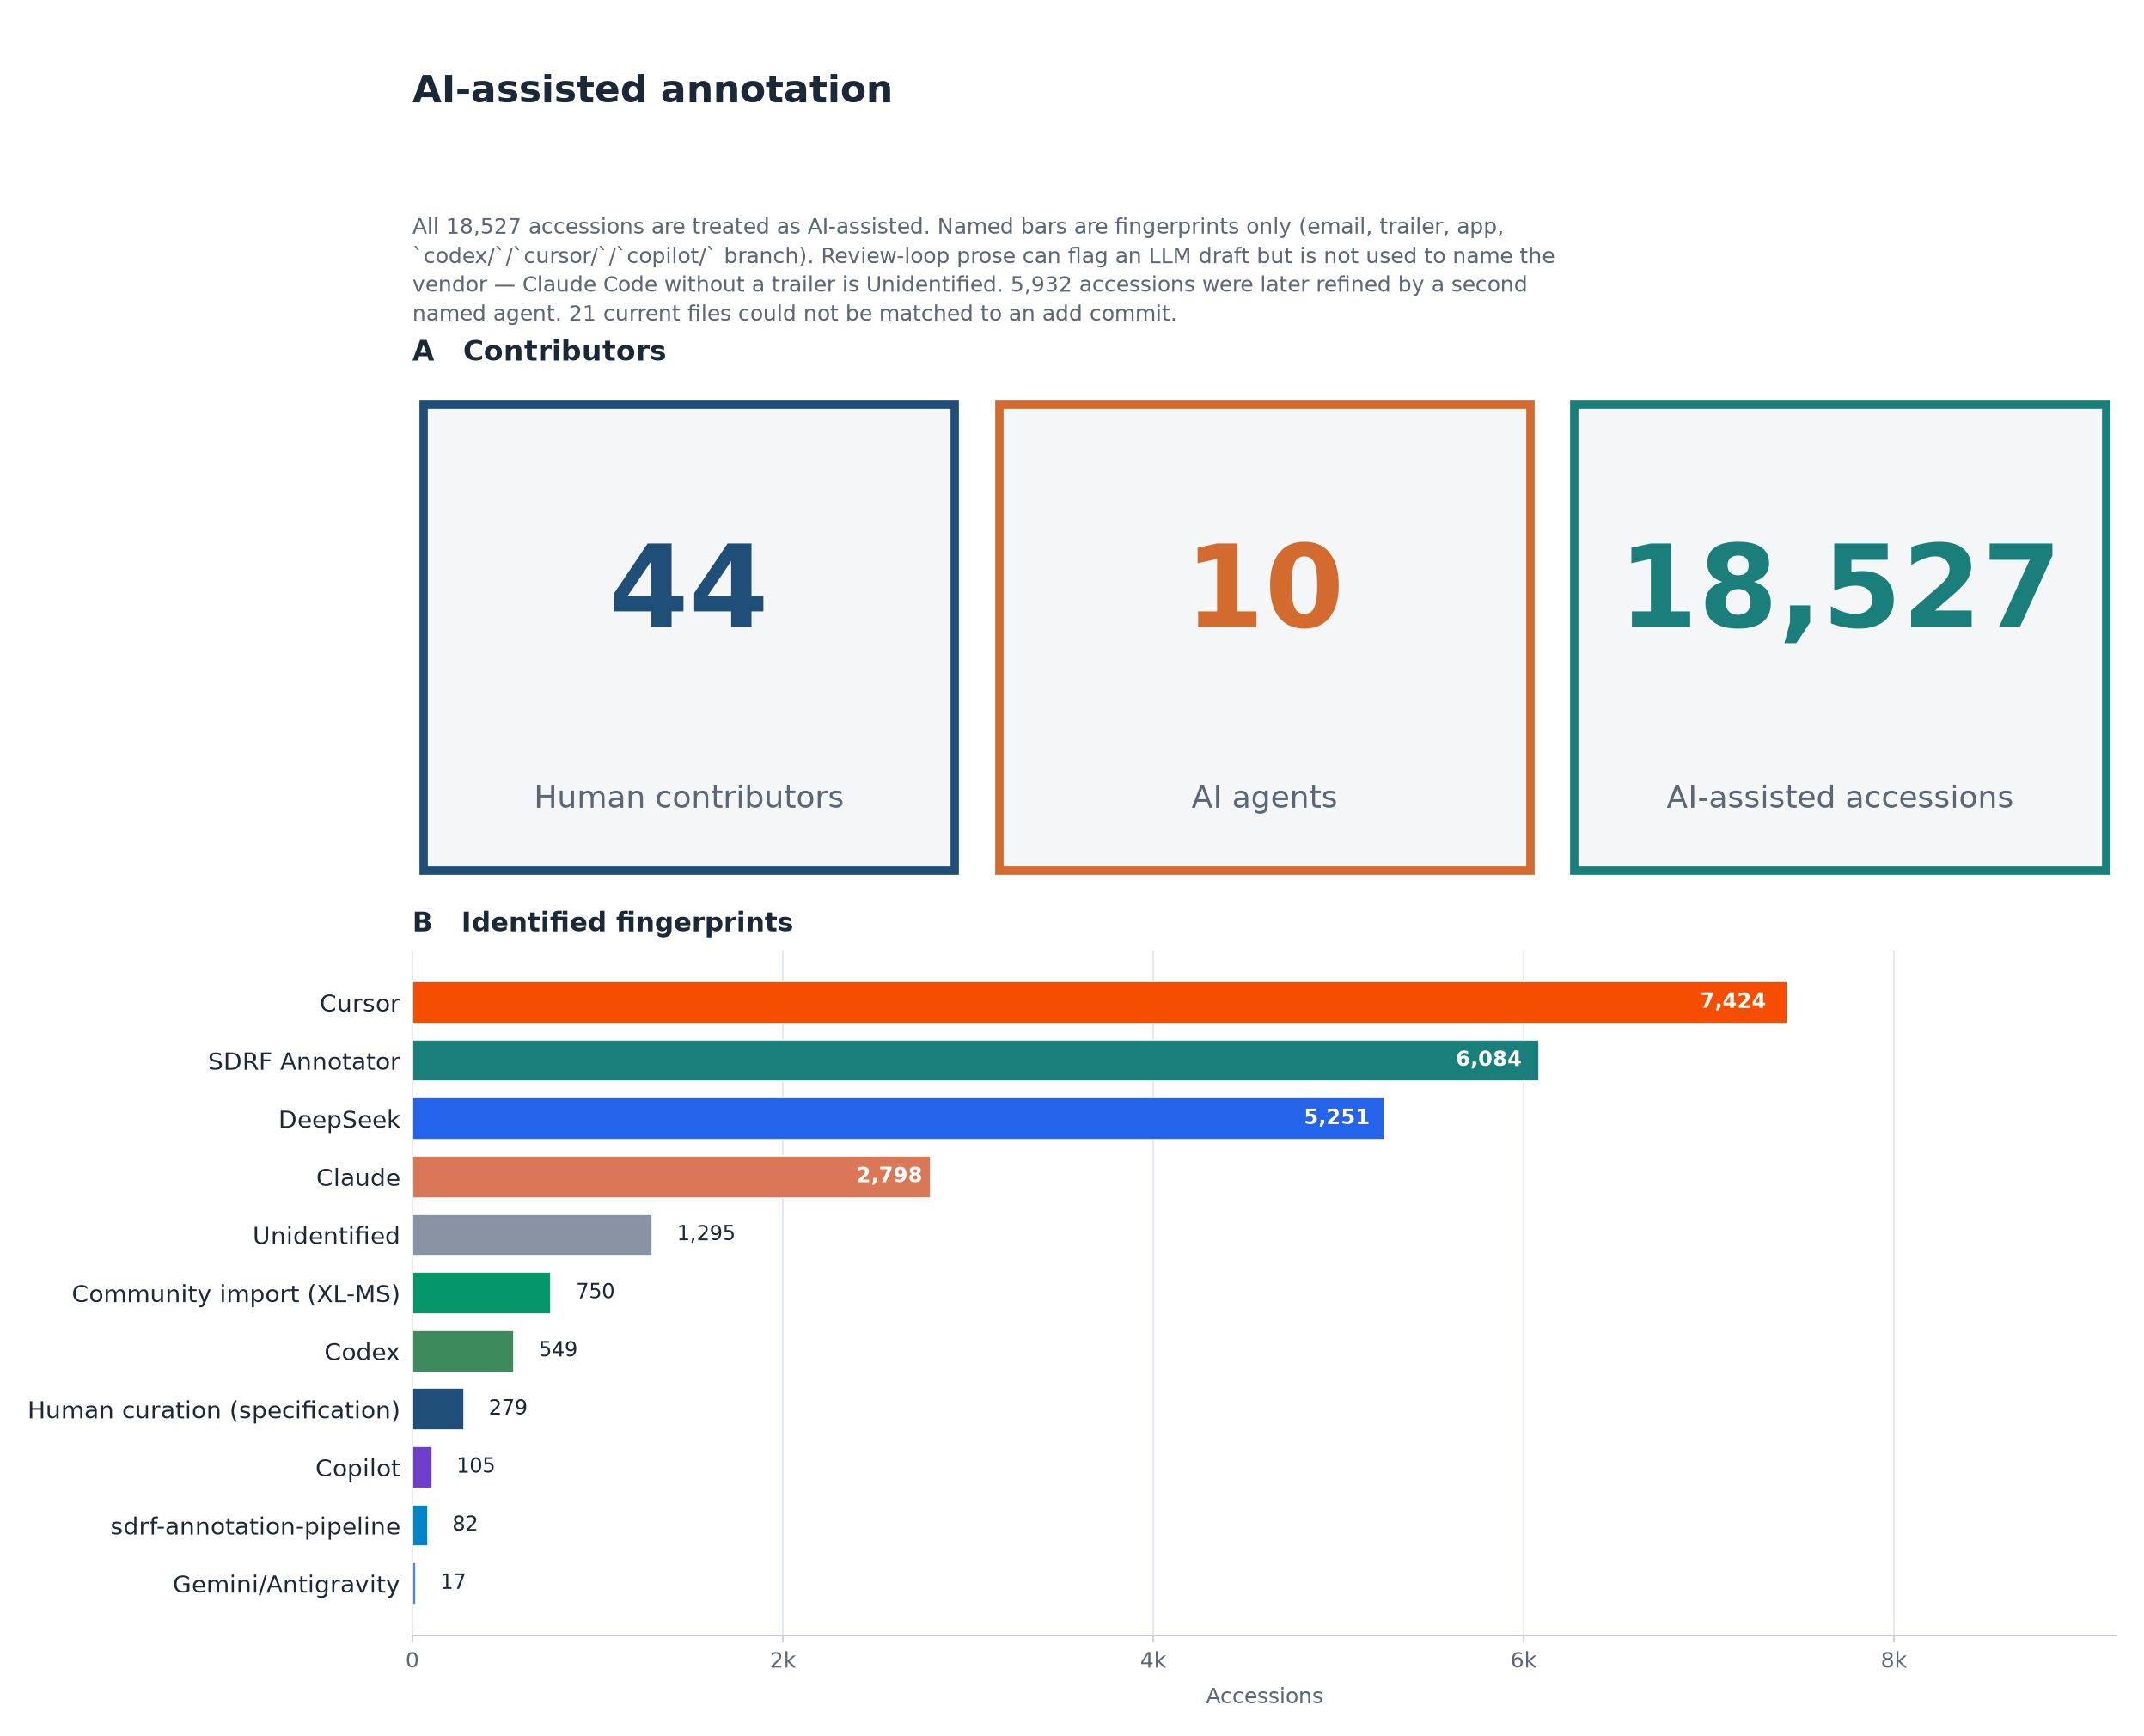 AI-assisted annotation
All 18,527 accessions are treated as AI-assisted. Named bars are fingerprints only (email, trailer, app,
`codex/`/`cursor/`/`copilot/` branch). Review-loop prose can flag an LLM draft but is not used to name the
vendor — Claude Code without a trailer is Unidentified. 5,932 accessions were later refined by a second
named agent. 21 current files could not be matched to an add commit.
A Contributors
44
Human contributors
10
AI agents
18,527
AI-assisted accessions
B Identified fingerprints
Cursor 7,424
SDRF Annotator 6,084
DeepSeek 5,251
Claude 2,798
Unidentified 1,295
Community import (XL-MS) 750
Codex 549
Human curation (specification) 279
Copilot 105
sdrf-annotation-pipeline 82
Gemini/Antigravity 17
0 2k 4k 6k 8k
Accessions